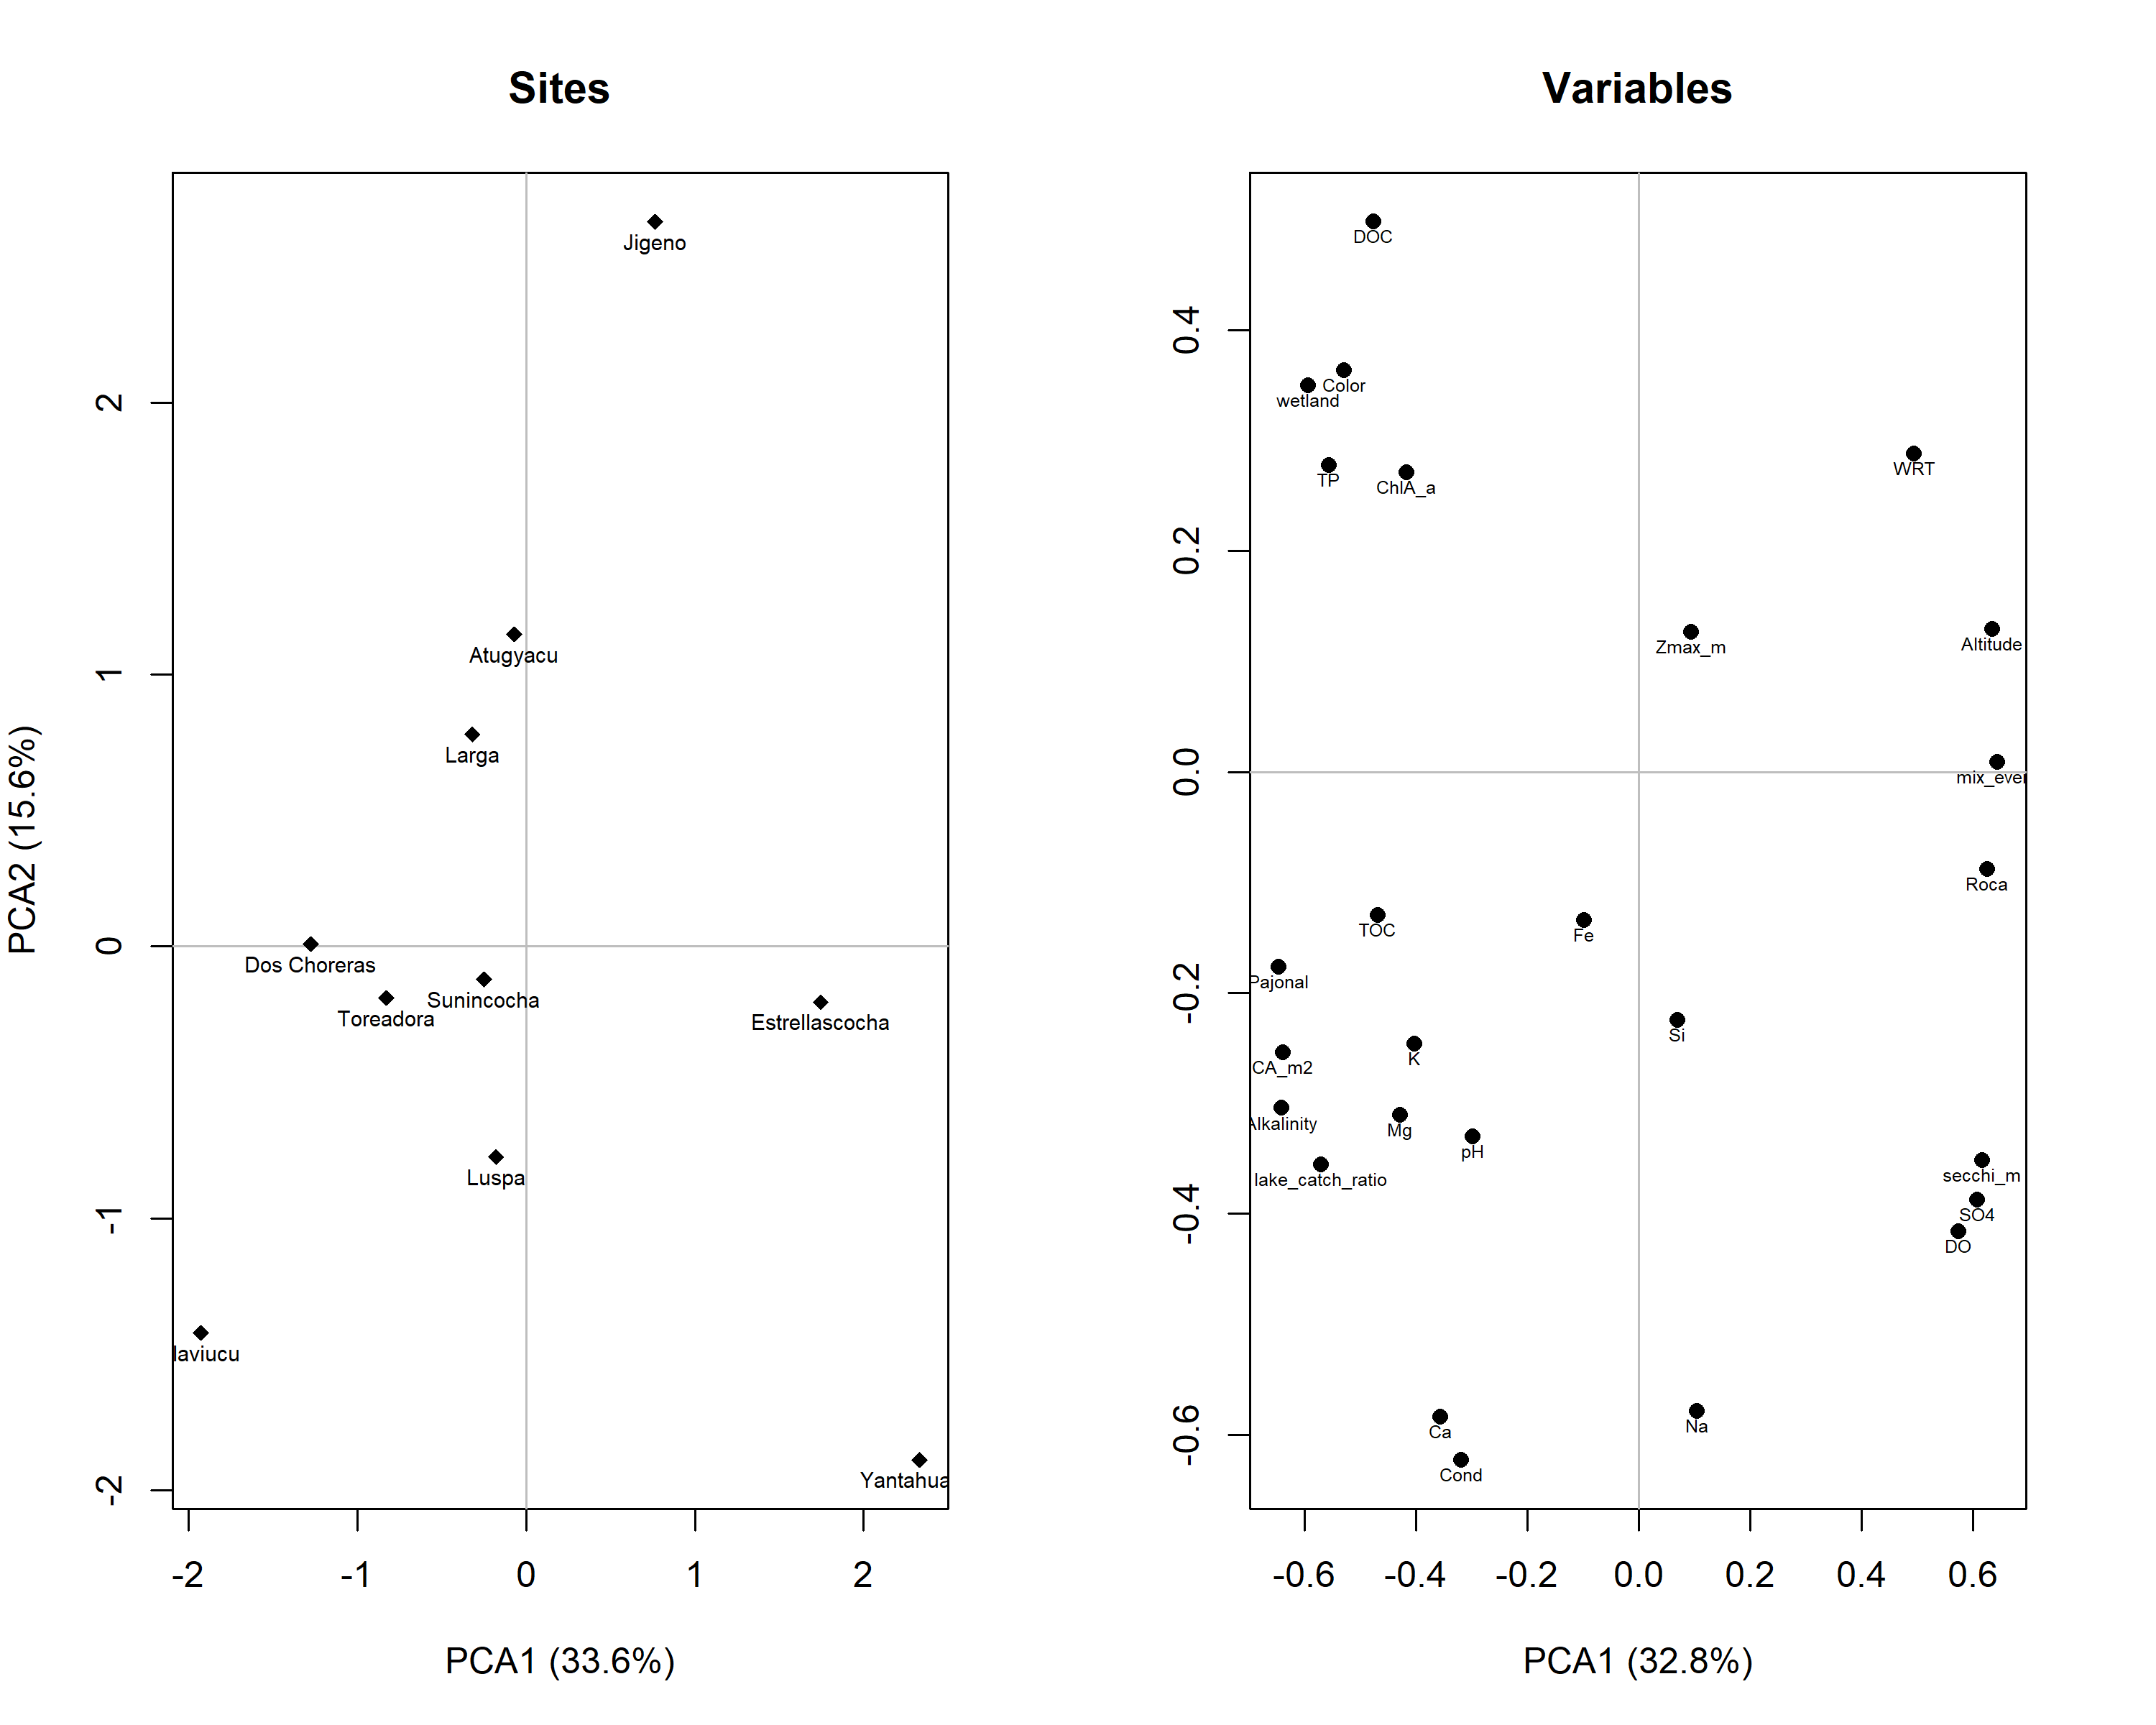 Sites
Jigeno
Atugyacu
Larga
Dos Choreras
Sunincocha
Toreadora
Estrellascocha
Luspa
laviucu
Yantahua
2
1
0
-1
-2
PCA2 (15.6%)
-2 -1 0 1 2
PCA1 (33.6%)
Variables
DOC
Color
wetland
TP
ChlA_a
WRT
Zmax_m
Altitude
mix_ever
Roca
TOC
Fe
Pajonal
Si
K
CA_m2
Alkalinity
Mg
pH
lake_catch_ratio
secchi_m
SO4
DO
Ca
Na
Cond
0.4
0.2
0.0
-0.2
-0.4
-0.6
-0.6 -0.4 -0.2 0.0 0.2 0.4 0.6
PCA1 (32.8%)